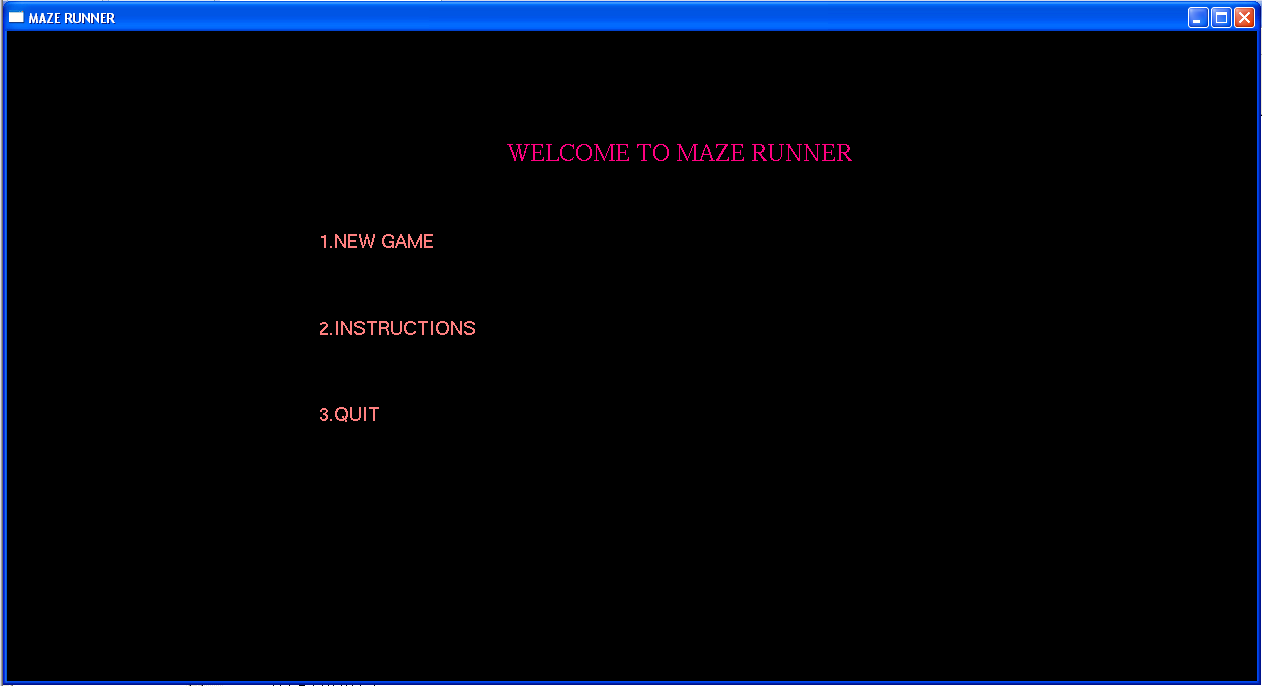 MAZE RUNNER
WELCOME TO MAZE RUNNER
1.NEW GAME
2.INSTRUCTIONS
3.QUIT